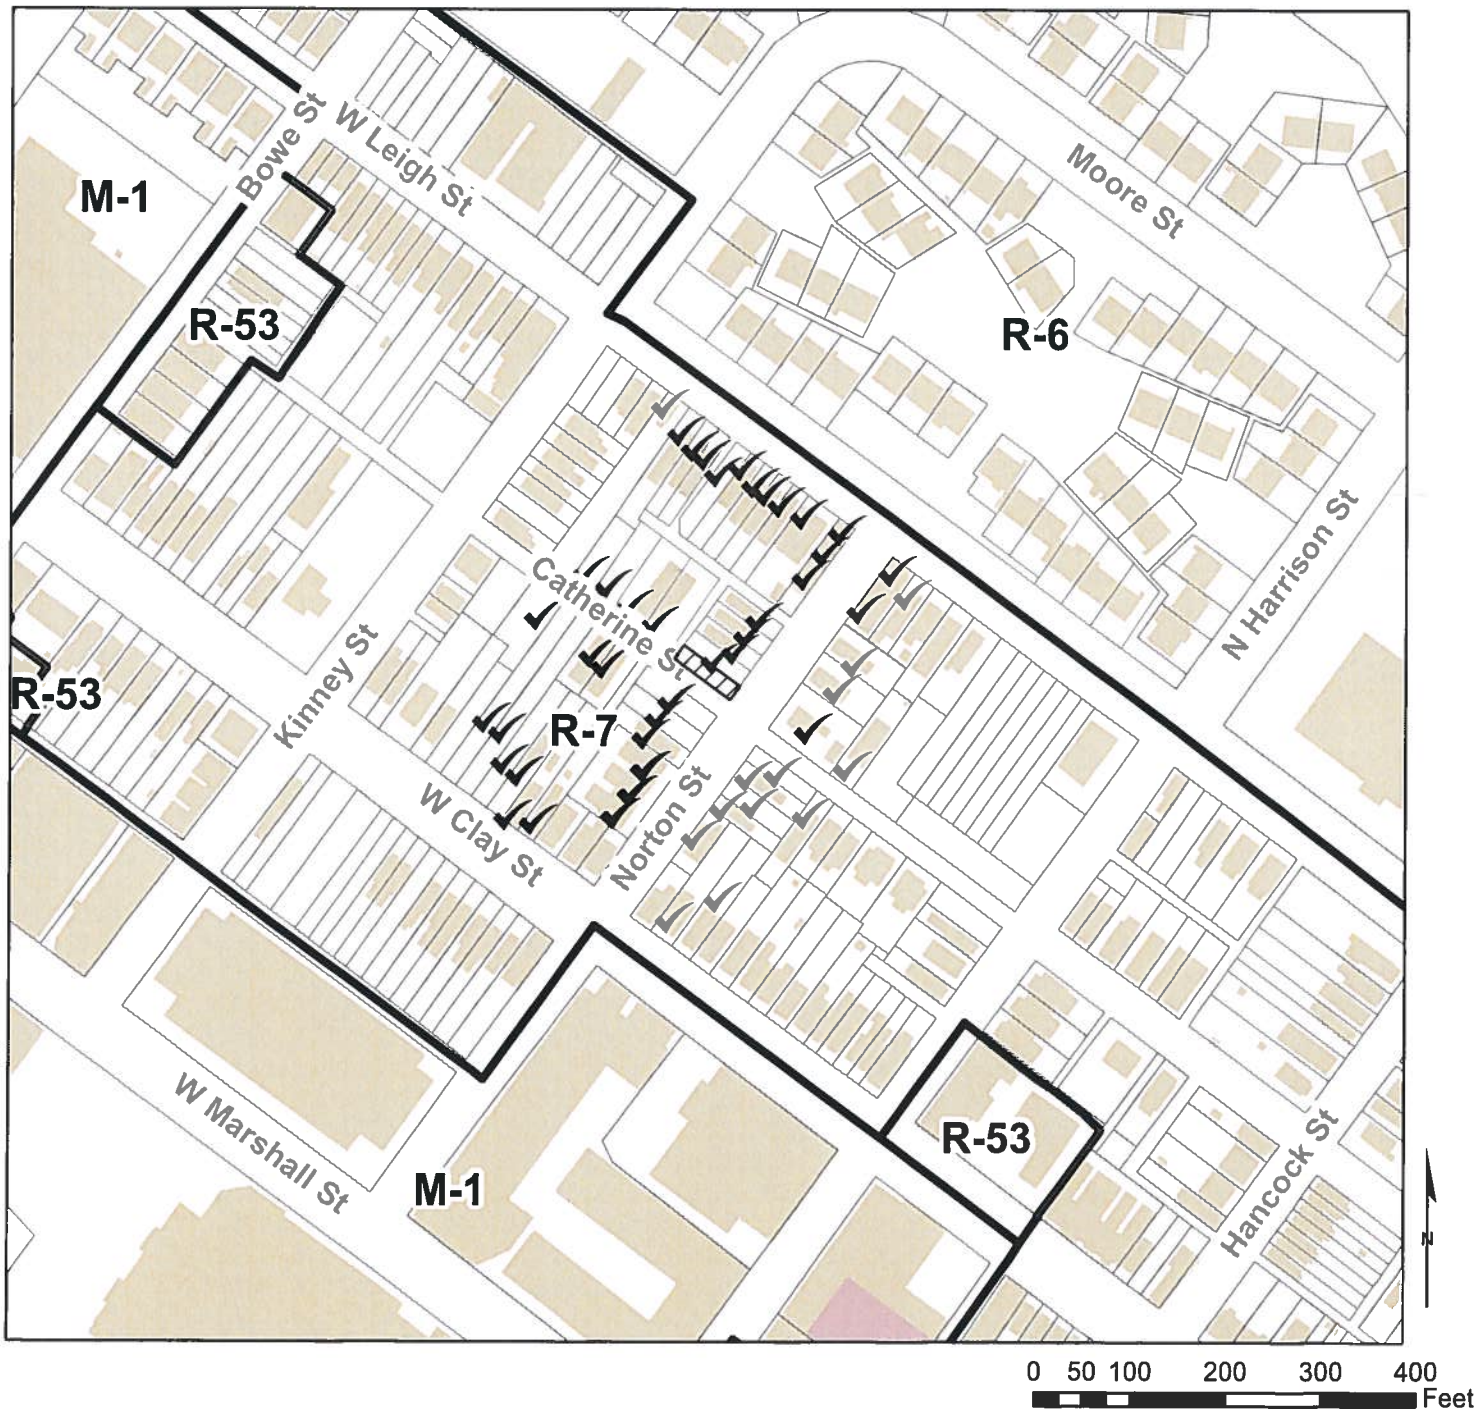 Bowe St
W Leigh St
Moore St
M-1
R-53
R-6
Catherine St
N Harrison St
R-53
Kinney St
R-7
W Clay St
Norton St
W Marshall St
M-1
R-53
Hancock St
N
0 50 100 200 300 400
Feet